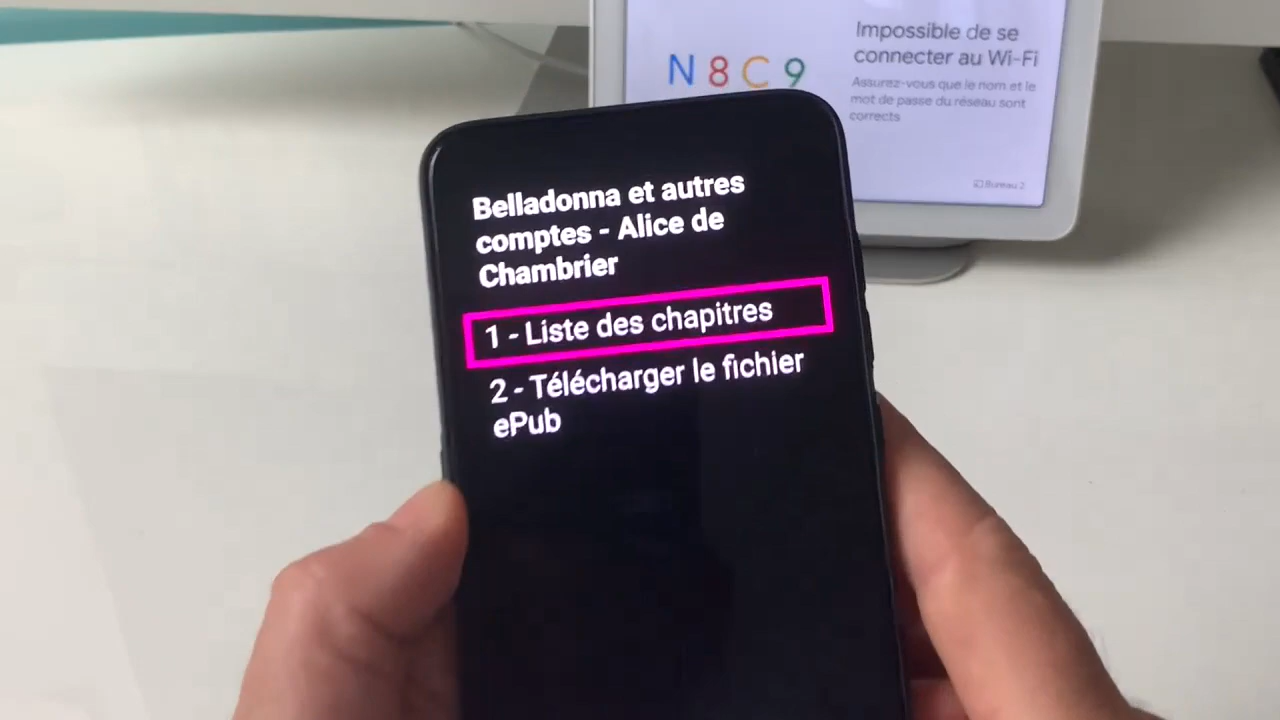 N8C9
Impossible de se
connecter au Wi-Fi
Assurez-vous que le nom et le
mot de passe du réseau sont
corrects
Bureau 2
Belladonna et autres
comptes - Alice de
Chambrier
1 - Liste des chapitres
2 - Télécharger le fichier
ePub